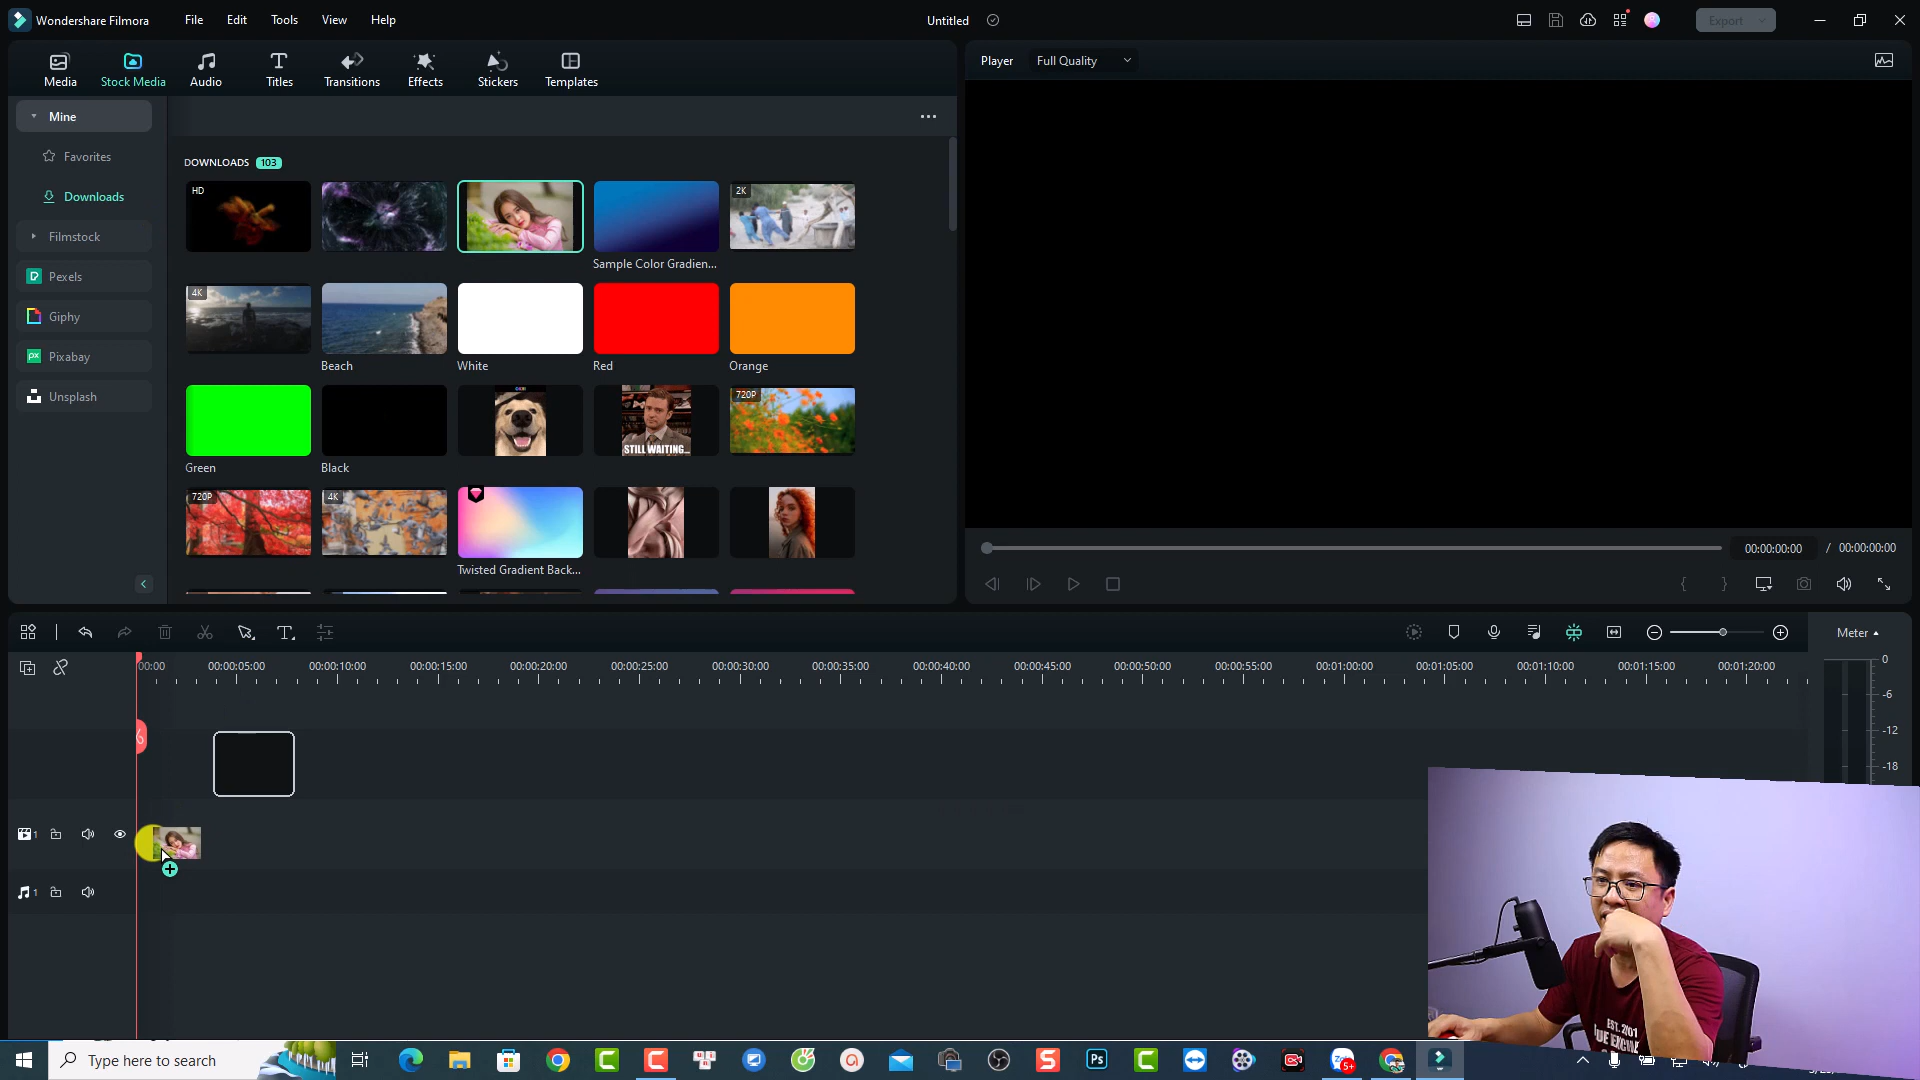 Wondershare Filmora
File
Edit
Tools
View
Help
Untitled
Export
Media
Stock Media
Audio
Titles
Transitions
Effects
Stickers
Templates
Player
Full Quality
Mine
Favorites
Downloads
Filmstock
Pexels
Giphy
Pixabay
Unsplash
DOWNLOADS 103
HD
2K
Sample Color Gradien...
4K
Beach
White
Red
Orange
720P
STILL WAITING...
Green
Black
720P
4K
Twisted Gradient Back...
00:00:00:00 / 00:00:00:00
Meter
00:00
00:00:05:00
00:00:10:00
00:00:15:00
00:00:20:00
00:00:25:00
00:00:30:00
00:00:35:00
00:00:40:00
00:00:45:00
00:00:50:00
00:00:55:00
00:01:00:00
00:01:05:00
00:01:10:00
00:01:15:00
00:01:20:00
0
-6
-12
-18
1
1
EST. 2101
Type here to search
Ps
5+